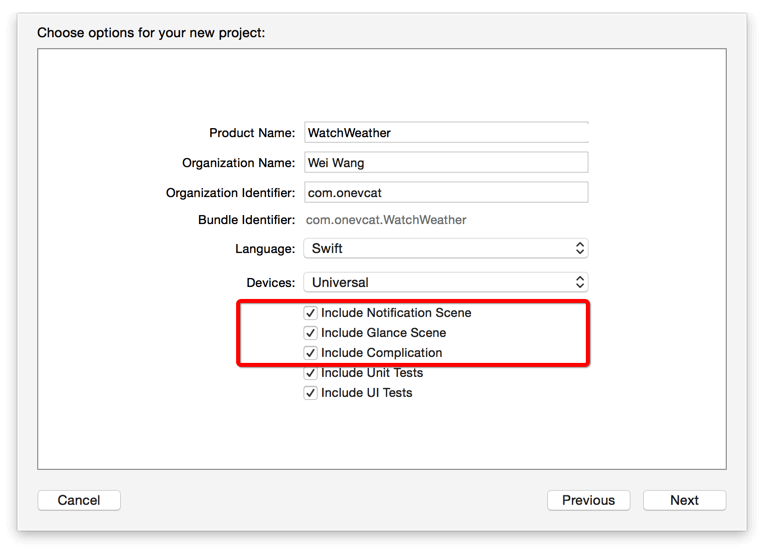 Choose options for your new project:
Product Name: WatchWeather
Organization Name: Wei Wang
Organization Identifier: com.onevcat
Bundle Identifier: com.onevcat.WatchWeather
Language: Swift
Devices: Universal
Include Notification Scene
Include Glance Scene
Include Complication
Include Unit Tests
Include UI Tests
Cancel Previous Next